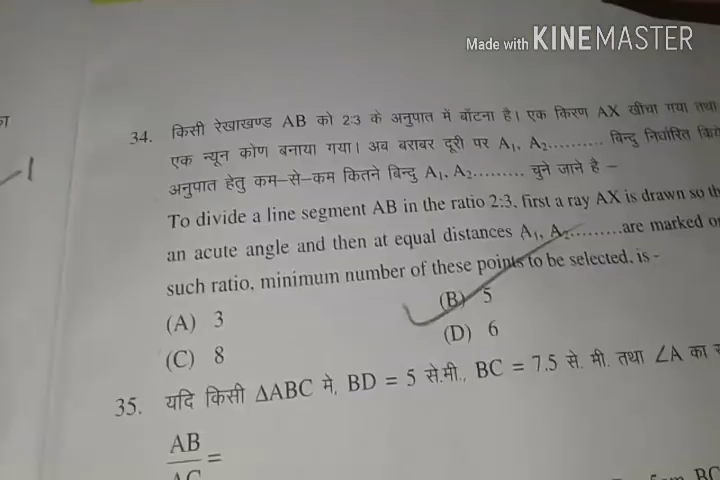 Made with KINEMASTER
34. किसी रेखाखण्ड AB को 2:3 के अनुपात में बाँटना है। एक किरण AX खीचा गया तथा
एक न्यून कोण बनाया गया। अब बराबर दूरी पर A₁, A₂.......... बिन्दु निर्धारित
अनुपात हेतु कम-से-कम कितने बिन्दु A₁, A₂......... चुने जाने है –
To divide a line segment AB in the ratio 2:3, first a ray AX is drawn so
an acute angle and then at equal distances A₁, A₂.........are marked
such ratio, minimum number of these points to be selected, is -
(A) 3
(B) 5
(C) 8
(D) 6
35. यदि किसी ΔABC मे, BD = 5 से.मी., BC = 7.5 से. मी. तथा ∠A का
AB
AC =
BC